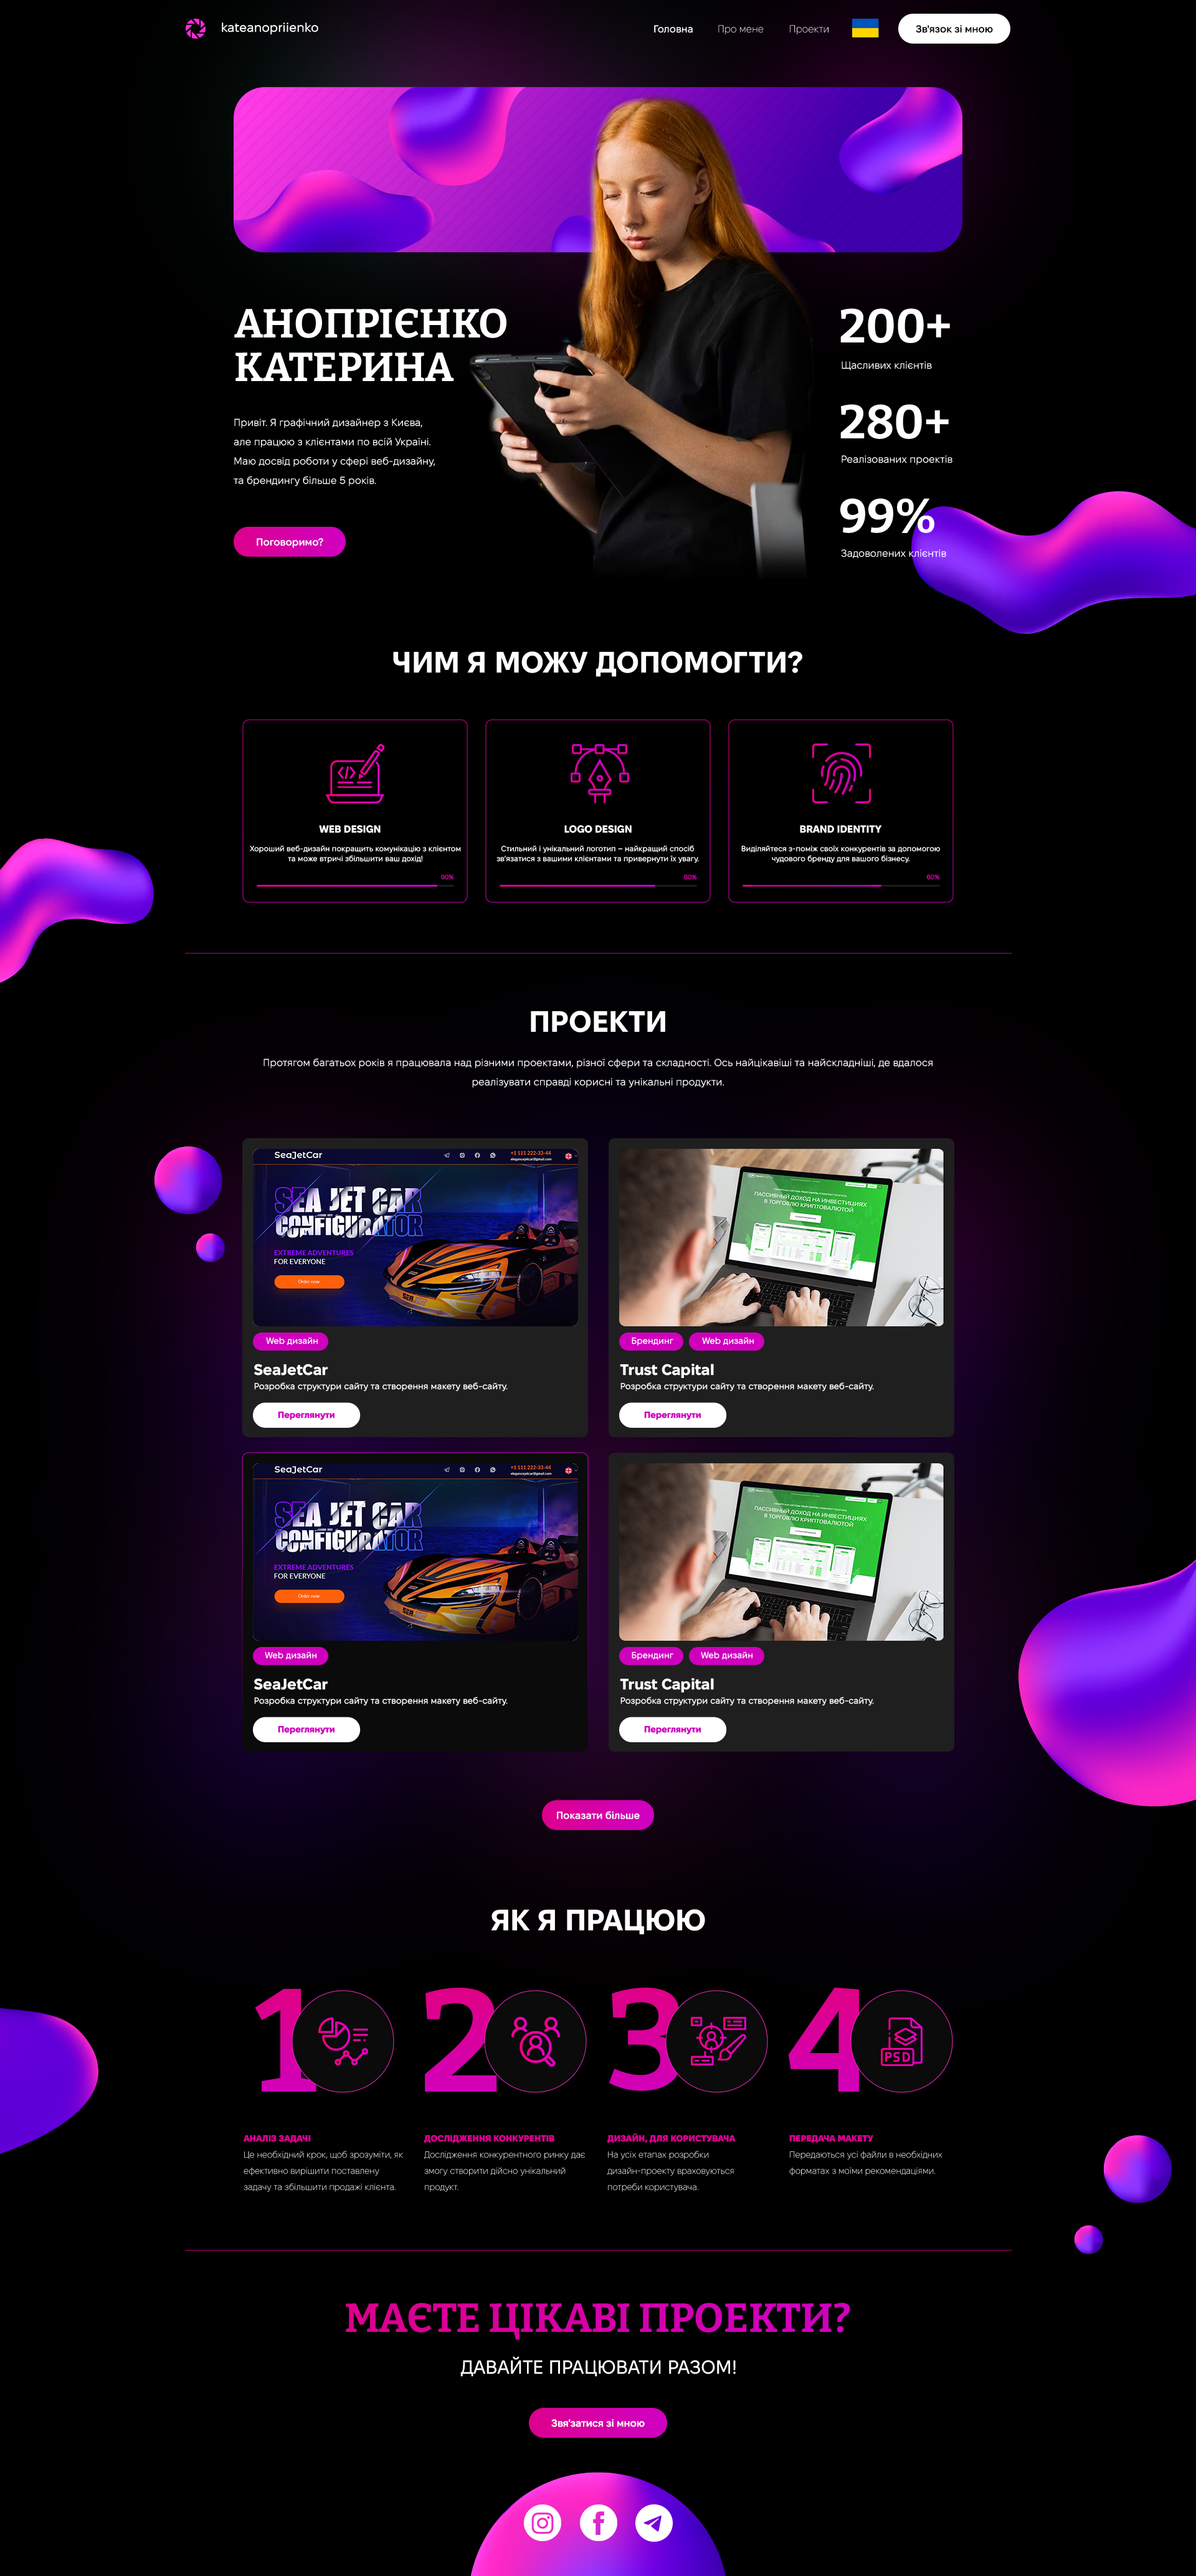 kateanopriienko
Головна
Про мене
Проекти
Зв'язок зі мною
АНОПРІЄНКО
КАТЕРИНА
Привіт. Я графічний дизайнер з Києва,
але працюю з клієнтами по всій Україні.
Маю досвід роботи у сфері веб-дизайну,
та брендингу більше 5 років.
Поговоримо?
200+
Щасливих клієнтів
280+
Реалізованих проектів
99%
Задоволених клієнтів
ЧИМ Я МОЖУ ДОПОМОГТИ?
WEB DESIGN
Хороший веб-дизайн покращить комунікацію з клієнтом
та може втричі збільшити ваш дохід!
90%
LOGO DESIGN
Стильний і унікальний логотип – найкращий спосіб
зв'язатися з вашими клієнтами та привернути їх увагу.
80%
BRAND IDENTITY
Виділяйтеся з-поміж своїх конкурентів за допомогою
чудового бренду для вашого бізнесу.
60%
ПРОЕКТИ
Протягом багатьох років я працювала над різними проектами, різної сфери та складності. Ось найцікавіші та найскладніші, де вдалося
реалізувати справді корисні та унікальні продукти.
SeaJetCar
+1 111 222-33-44
SEA JET CAR
CONFIGURATOR
EXTREME ADVENTURES
FOR EVERYONE
Order now
Web дизайн
SeaJetCar
Розробка структури сайту та створення макету веб-сайту.
Переглянути
ПАССИВНЫЙ ДОХОД НА ИНВЕСТИЦИЯХ
В ТОРГОВЛЮ КРИПТОВАЛЮТОЙ
Брендинг
Web дизайн
Trust Capital
Розробка структури сайту та створення макету веб-сайту.
Переглянути
SeaJetCar
+1 111 222-33-44
SEA JET CAR
CONFIGURATOR
EXTREME ADVENTURES
FOR EVERYONE
Order now
Web дизайн
SeaJetCar
Розробка структури сайту та створення макету веб-сайту.
Переглянути
ПАССИВНЫЙ ДОХОД НА ИНВЕСТИЦИЯХ
В ТОРГОВЛЮ КРИПТОВАЛЮТОЙ
Брендинг
Web дизайн
Trust Capital
Розробка структури сайту та створення макету веб-сайту.
Переглянути
Показати більше
ЯК Я ПРАЦЮЮ
1
АНАЛІЗ ЗАДАЧІ
Це необхідний крок, щоб зрозуміти, як
ефективно вирішити поставлену
задачу та збільшити продажі клієнта.
2
ДОСЛІДЖЕННЯ КОНКУРЕНТІВ
Дослідження конкурентного ринку дає
змогу створити дійсно унікальний
продукт.
3
ДИЗАЙН, ДЛЯ КОРИСТУВАЧА
На усіх етапах розробки
дизайн-проекту враховуються
потреби користувача.
4
PSD
ПЕРЕДАЧА МАКЕТУ
Передаються усі файли в необхідних
форматах з моїми рекомендаціями.
МАЄТЕ ЦІКАВІ ПРОЕКТИ?
ДАВАЙТЕ ПРАЦЮВАТИ РАЗОМ!
Звя'затися зі мною